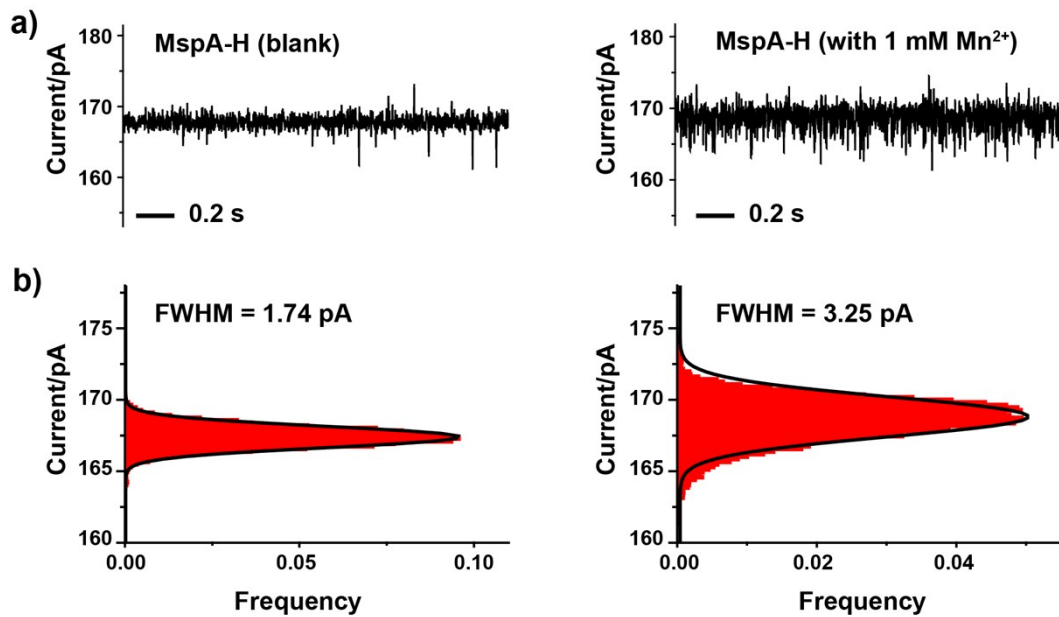 a)
MspA-H (blank)
Current/pA
180
170
160
0.2 s
MspA-H (with 1 mM Mn²⁺)
Current/pA
180
170
160
0.2 s
b)
FWHM = 1.74 pA
Current/pA
175
170
165
160
0.00 0.05 0.10
Frequency
FWHM = 3.25 pA
Current/pA
175
170
165
160
0.00 0.02 0.04
Frequency